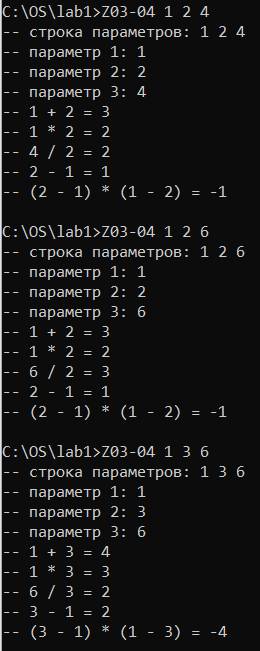 C:\OS\lab1>Z03-04 1 2 4
-- строка параметров: 1 2 4
-- параметр 1: 1
-- параметр 2: 2
-- параметр 3: 4
-- 1 + 2 = 3
-- 1 * 2 = 2
-- 4 / 2 = 2
-- 2 - 1 = 1
-- (2 - 1) * (1 - 2) = -1
C:\OS\lab1>Z03-04 1 2 6
-- строка параметров: 1 2 6
-- параметр 1: 1
-- параметр 2: 2
-- параметр 3: 6
-- 1 + 2 = 3
-- 1 * 2 = 2
-- 6 / 2 = 3
-- 2 - 1 = 1
-- (2 - 1) * (1 - 2) = -1
C:\OS\lab1>Z03-04 1 3 6
-- строка параметров: 1 3 6
-- параметр 1: 1
-- параметр 2: 3
-- параметр 3: 6
-- 1 + 3 = 4
-- 1 * 3 = 3
-- 6 / 3 = 2
-- 3 - 1 = 2
-- (3 - 1) * (1 - 3) = -4